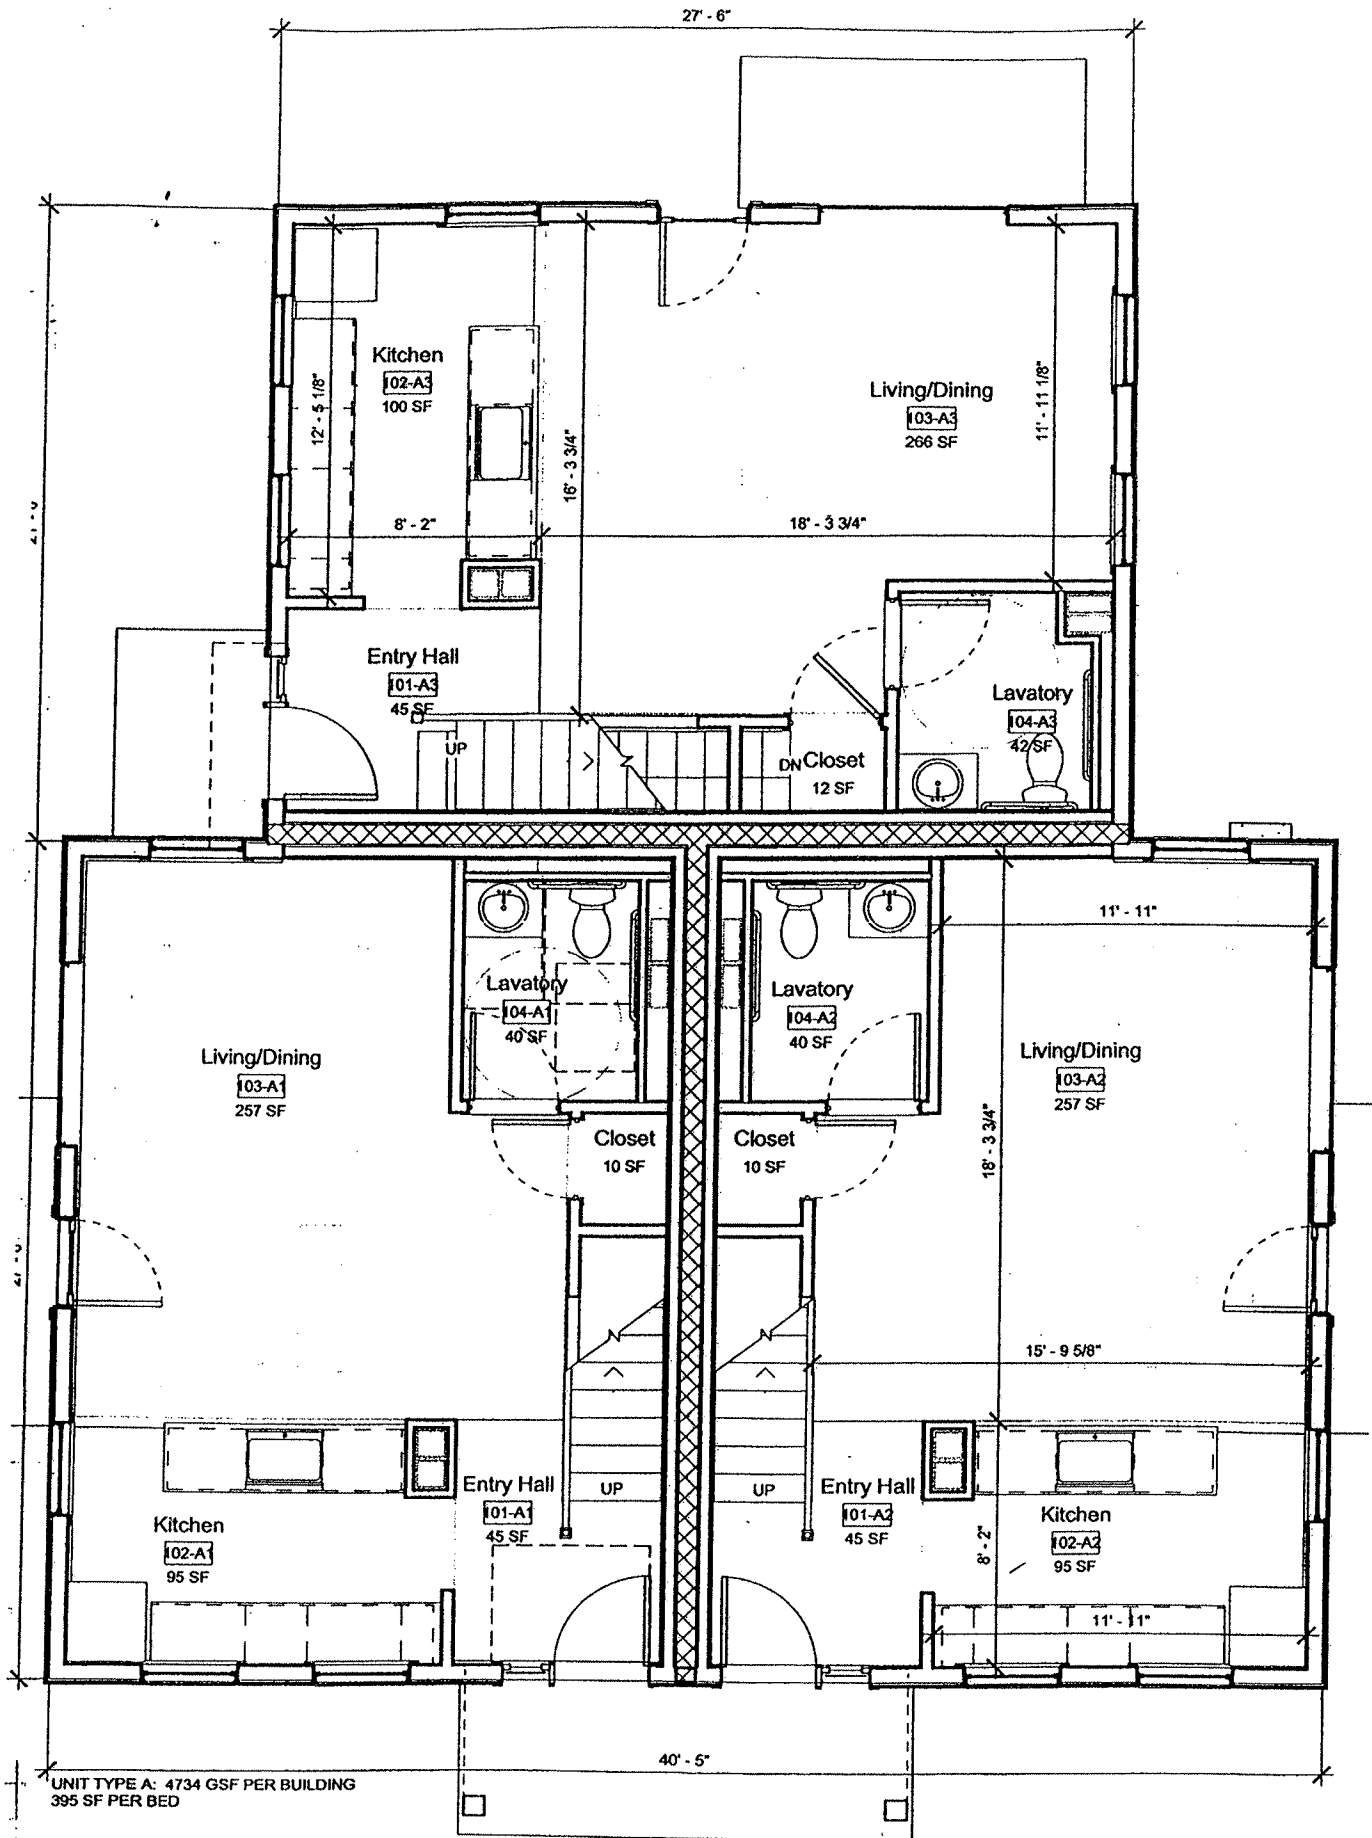 27' - 6"
Kitchen
102-A3
100 SF
12' - 5 1/8"
16' - 3 3/4"
Living/Dining
103-A3
266 SF
11' - 11 1/8"
8' - 2"
18' - 3 3/4"
Entry Hall
101-A3
45 SF
UP
DN
Closet
12 SF
Lavatory
104-A3
42 SF
11' - 11"
Lavatory
104-A1
40 SF
Lavatory
104-A2
40 SF
Living/Dining
103-A1
257 SF
Living/Dining
103-A2
257 SF
Closet
10 SF
Closet
10 SF
18' - 3 3/4"
15' - 9 5/8"
Entry Hall
101-A1
45 SF
UP
UP
Entry Hall
101-A2
45 SF
Kitchen
102-A1
95 SF
Kitchen
102-A2
95 SF
8' - 2"
11' - 11"
40' - 5"
UNIT TYPE A: 4734 GSF PER BUILDING
395 SF PER BED